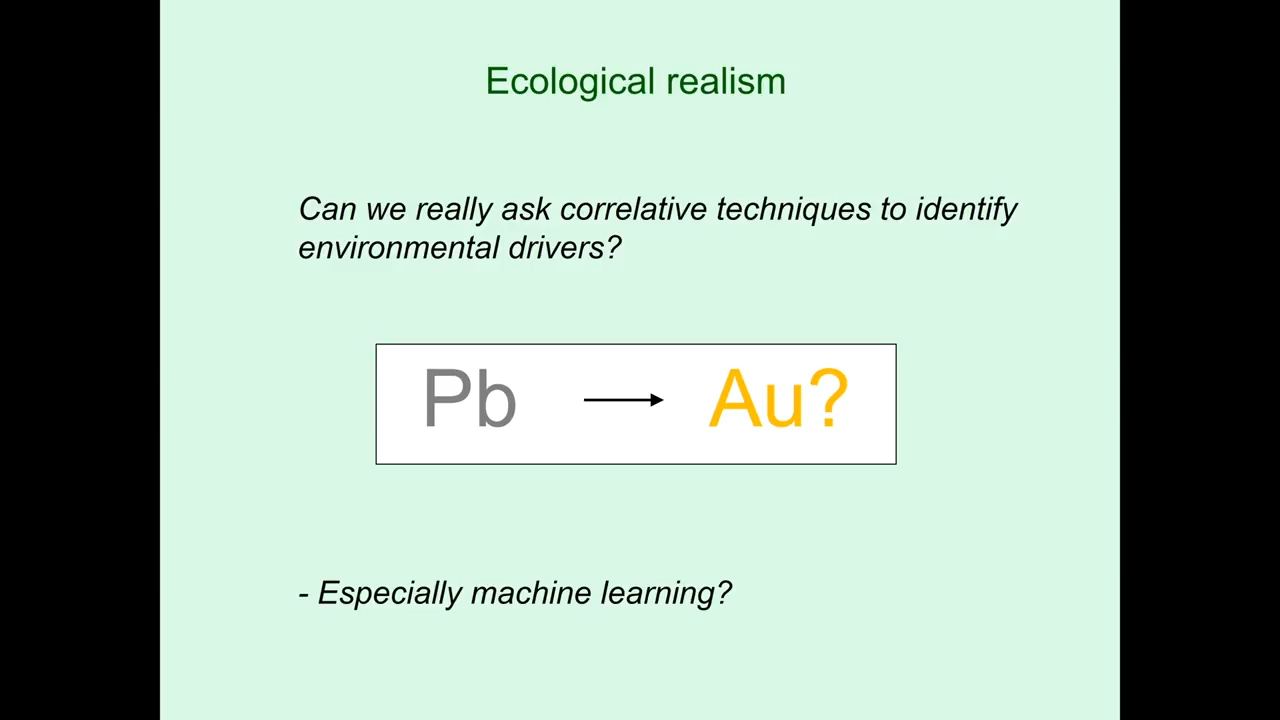 Ecological realism
Can we really ask correlative techniques to identify
environmental drivers?
Pb → Au?
- Especially machine learning?